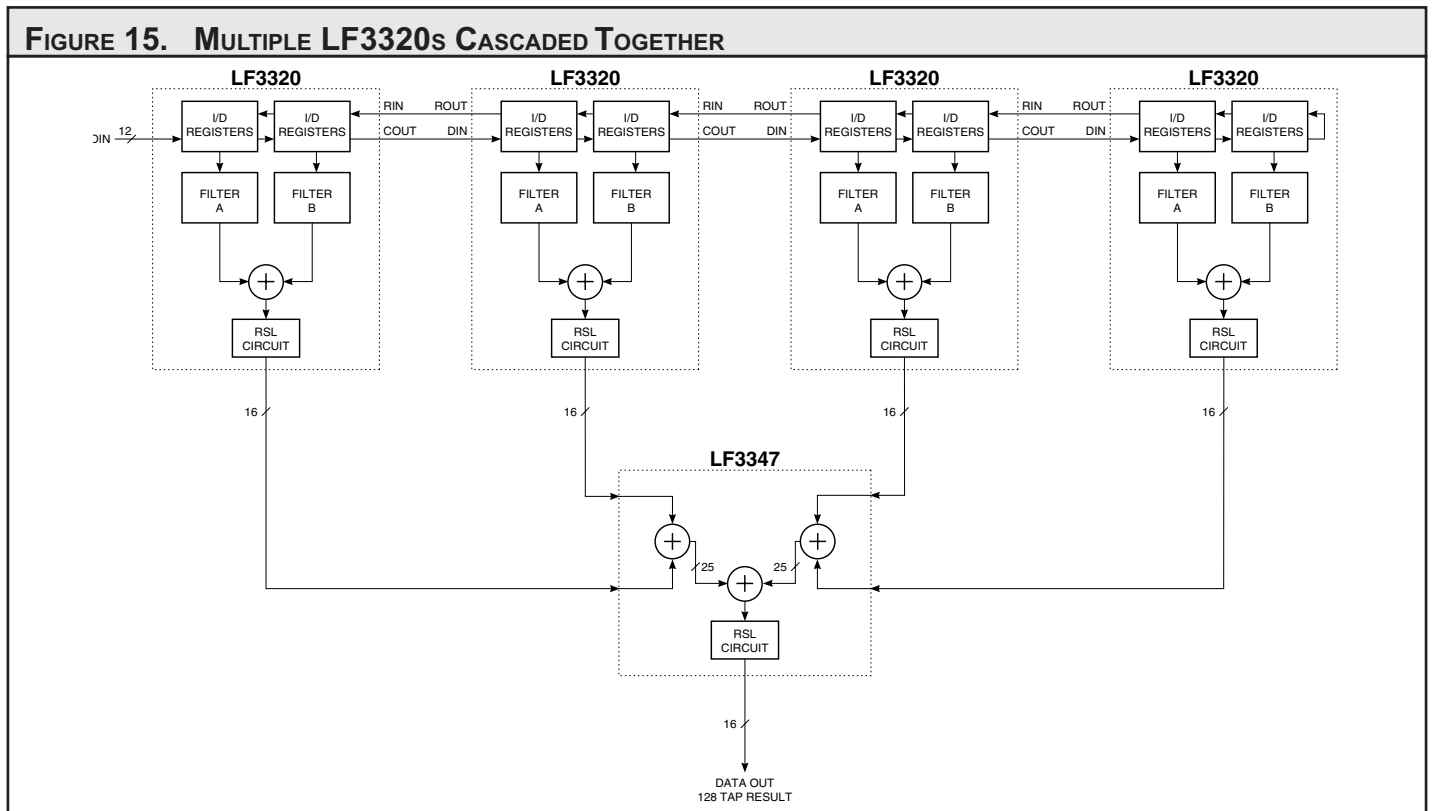 FIGURE 15. MULTIPLE LF3320S CASCADED TOGETHER
LF3320
LF3320
LF3320
LF3320
DIN
12
I/D
REGISTERS
I/D
REGISTERS
RIN
ROUT
COUT
DIN
I/D
REGISTERS
I/D
REGISTERS
RIN
ROUT
COUT
DIN
I/D
REGISTERS
I/D
REGISTERS
RIN
ROUT
COUT
DIN
I/D
REGISTERS
I/D
REGISTERS
FILTER
A
FILTER
B
FILTER
A
FILTER
B
FILTER
A
FILTER
B
FILTER
A
FILTER
B
+
+
+
+
RSL
CIRCUIT
RSL
CIRCUIT
RSL
CIRCUIT
RSL
CIRCUIT
16
16
16
16
LF3347
+
+
25
25
+
RSL
CIRCUIT
16
DATA OUT
128 TAP RESULT